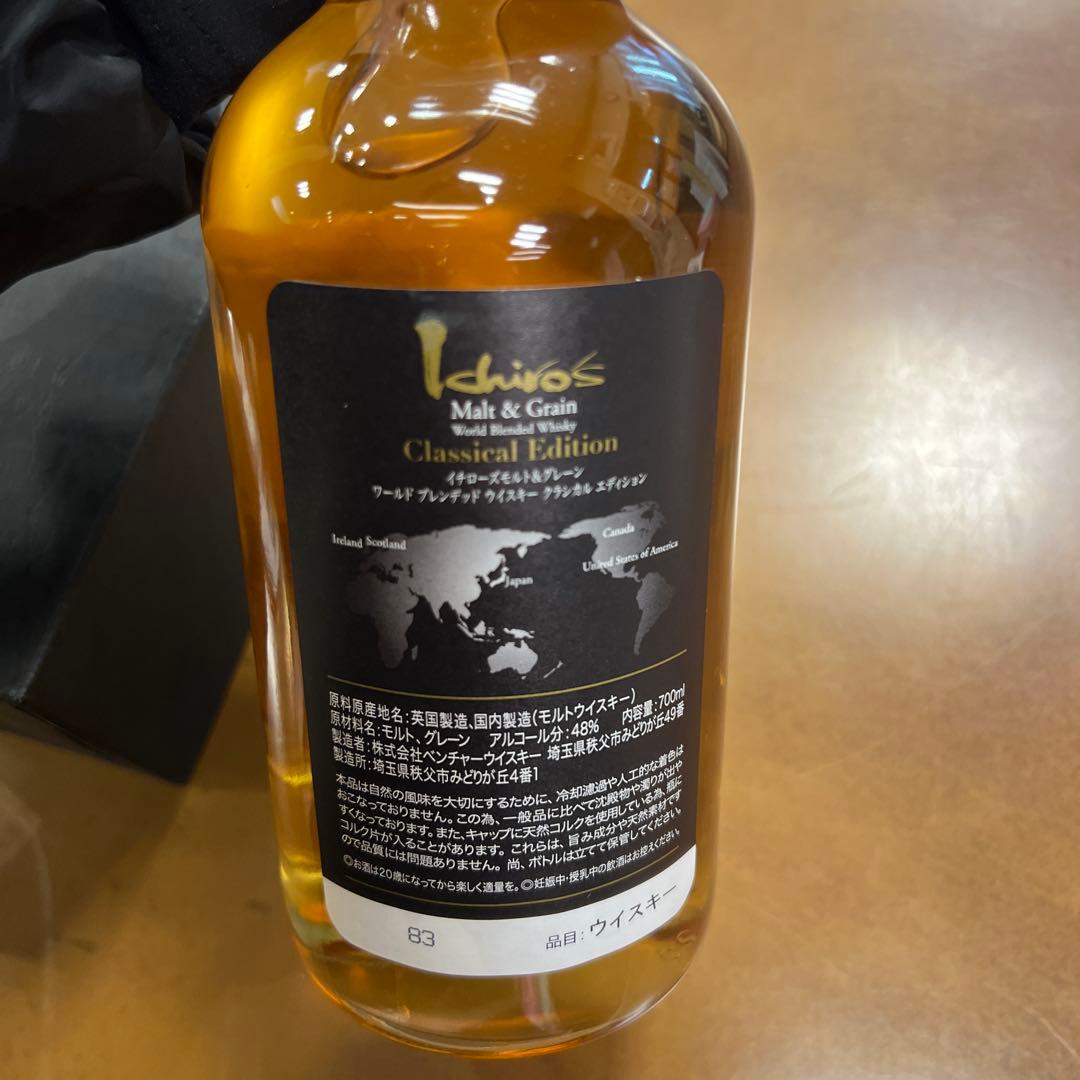 Ichiro's
Malt & Grain
World Blended Whisky
Classical Edition
イチローズモルト&グレーン
ワールド ブレンデッド ウイスキー クラシカル エディション
Ireland Scotland
Canada
United States of America
Japan
原料原産地名:英国製造、国内製造(モルトウイスキー)
原材料名:モルト、グレーン アルコール分:48% 内容量:700ml
製造者:株式会社ベンチャーウイスキー 埼玉県秩父市みどりが丘49番
製造所:埼玉県秩父市みどりが丘4番1
本品は自然の風味を大切にするために、冷却濾過や人工的な着色は
おこなっておりません。この為、一般品に比べて沈殿物や濁りが出や
すくなっております。また、キャップに天然コルクを使用している為、瓶に
コルク片が入ることがあります。これらは、旨み成分や天然素材です
ので品質には問題ありません。尚、ボトルは立てて保管してください。
◎お酒は20歳になってから楽しく適量を。◎妊娠中・授乳中の飲酒はお控えください。
83
品目:ウイスキー